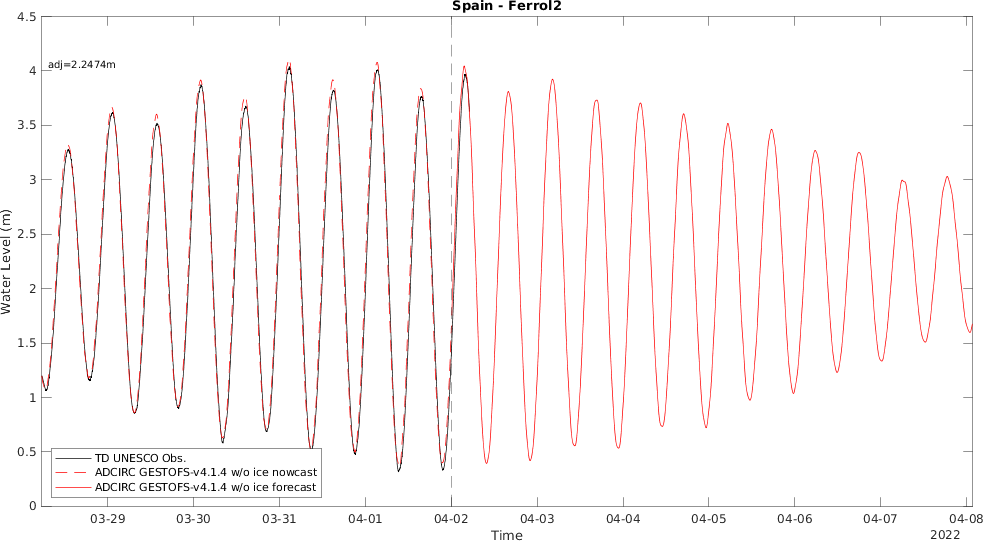 Spain - Ferrol2
adj=2.2474m
4.5
4
3.5
3
2.5
2
1.5
1
0.5
0
Water Level (m)
TD UNESCO Obs.
ADCIRC GESTOFS-v4.1.4 w/o ice nowcast
ADCIRC GESTOFS-v4.1.4 w/o ice forecast
03-29 03-30 03-31 04-01 04-02 04-03 04-04 04-05 04-06 04-07 04-08
Time
2022